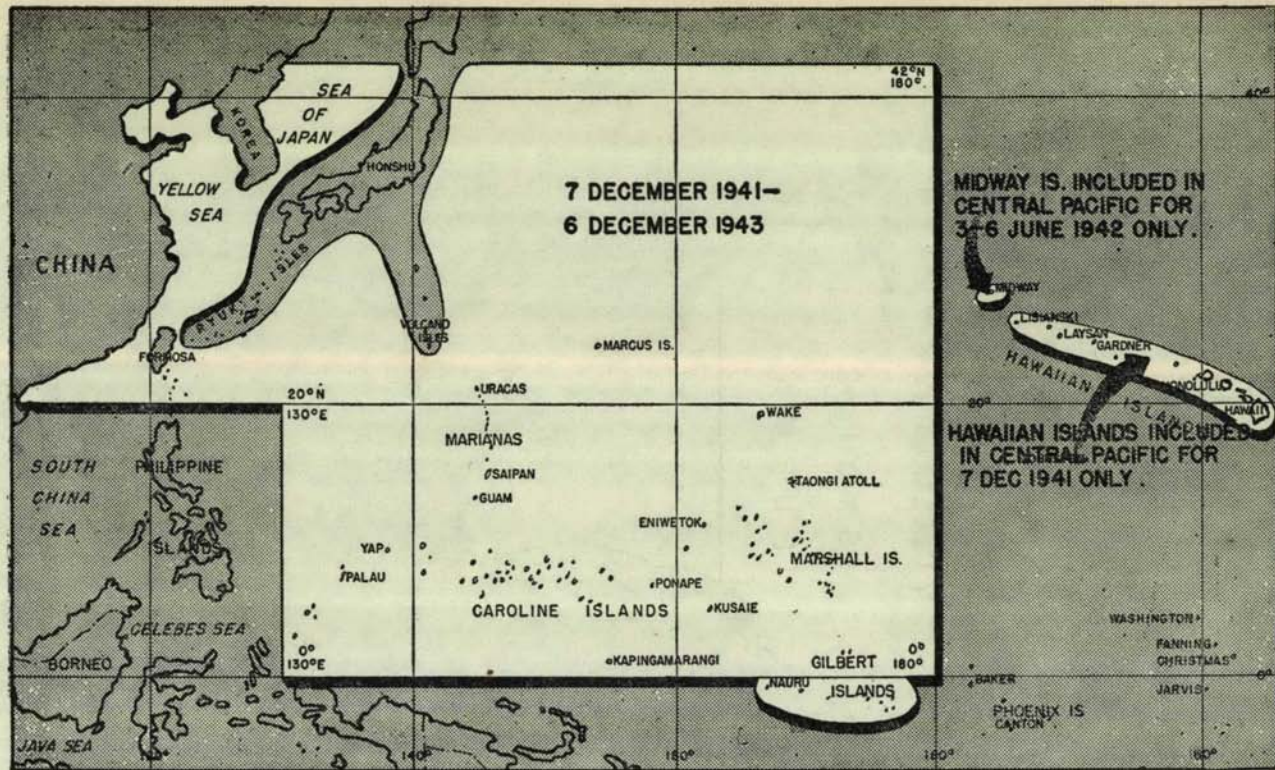 SEA
OF
JAPAN
42°N
180°.
40°
KOREA
HONSHU
YELLOW
SEA
7 DECEMBER 1941–
6 DECEMBER 1943
MIDWAY IS. INCLUDED IN
CENTRAL PACIFIC FOR
3–6 JUNE 1942 ONLY.
CHINA
ISLES
MIDWAY
VOLCANO
ISLES
FORMOSA
MARCUS IS.
LISIANSKI
LAYSAN
GARDNER
HAWAIIAN
ISLAND
HONOLULU
HAWAII
20°N
130°E
URACAS
WAKE
20°
MARIANAS
HAWAIIAN ISLANDS INCLUDED
IN CENTRAL PACIFIC FOR
7 DEC 1941 ONLY.
SOUTH
CHINA
SEA
PHILIPPINE
ISLANDS
SAIPAN
GUAM
TAONGI ATOLL
ENIWETOK
YAP
PALAU
MARSHALL IS.
PONAPE
CAROLINE ISLANDS
KUSAIE
CELEBES SEA
WASHINGTON
BORNEO
0°
130°E
KAPINGAMARANGI
GILBERT
0°
180°
FANNING
CHRISTMAS
NAURU
ISLANDS
BAKER
0°
JARVIS
PHOENIX IS
CANTON
JAVA SEA
140°
180°
160°